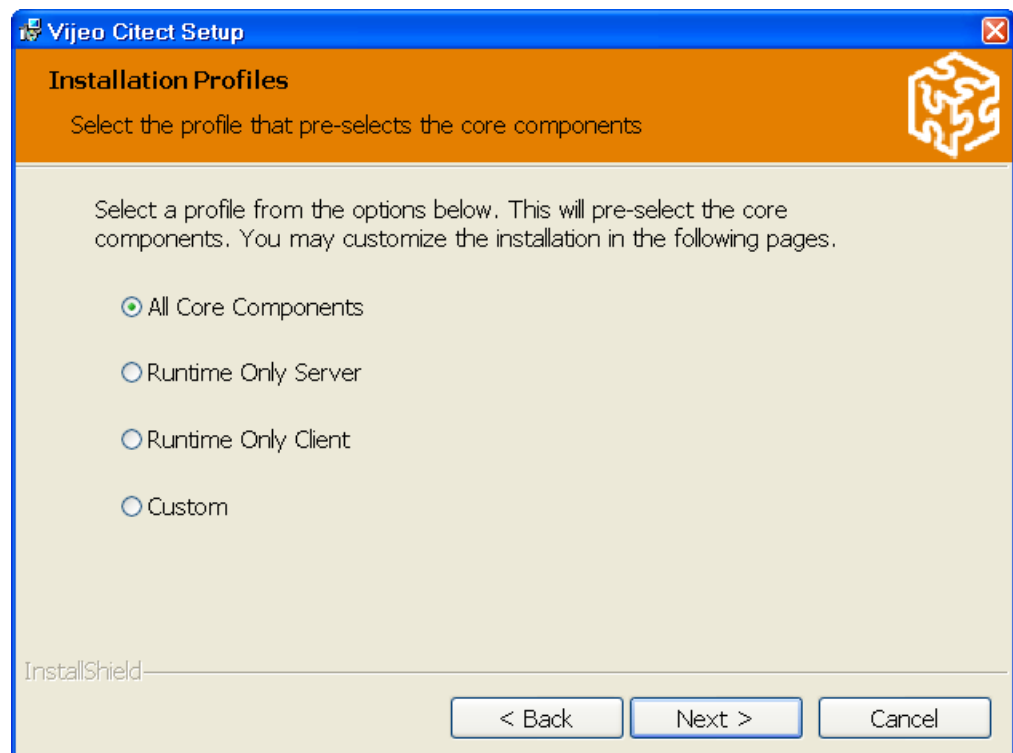 Vijeo Citect Setup
Installation Profiles
Select the profile that pre-selects the core components
Select a profile from the options below. This will pre-select the core
components. You may customize the installation in the following pages.
All Core Components
Runtime Only Server
Runtime Only Client
Custom
InstallShield
< Back
Next >
Cancel